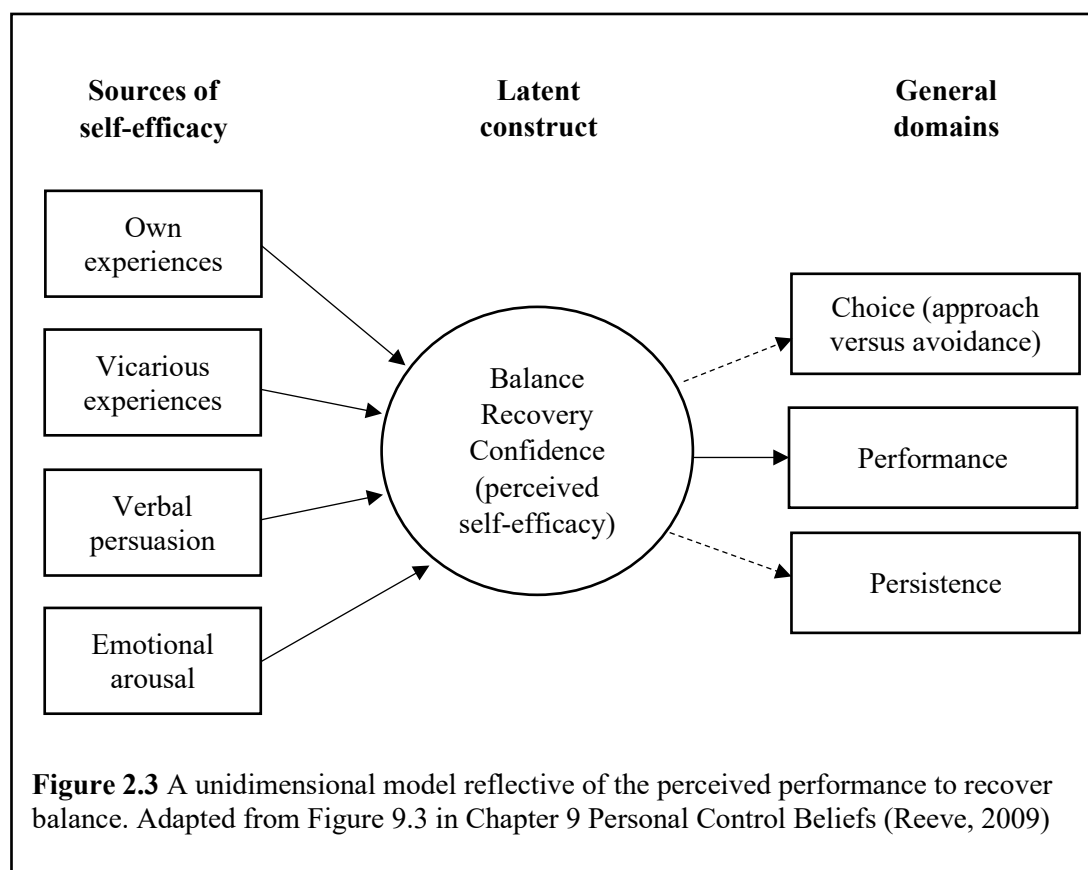 Sources of
self-efficacy
Latent
construct
General
domains
Own
experiences
Vicarious
experiences
Verbal
persuasion
Emotional
arousal
Balance
Recovery
Confidence
(perceived
self-efficacy)
Choice (approach
versus avoidance)
Performance
Persistence
Figure 2.3 A unidimensional model reflective of the perceived performance to recover
balance. Adapted from Figure 9.3 in Chapter 9 Personal Control Beliefs (Reeve, 2009)